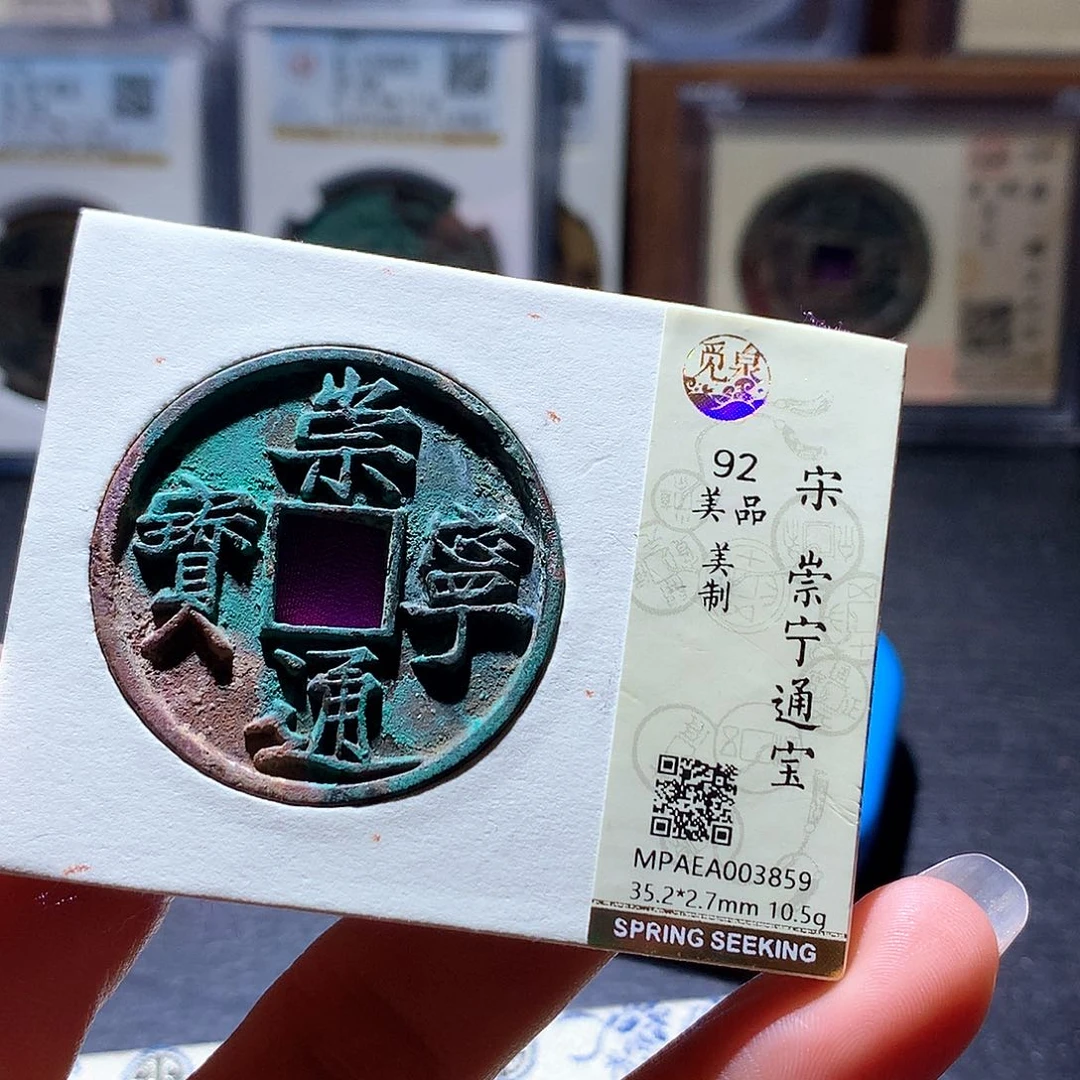 崇
寧
通
寶
觅泉
92
美品
美制
宋 崇宁通宝
MPAEA003859
35.2*2.7mm 10.5g
SPRING SEEKING